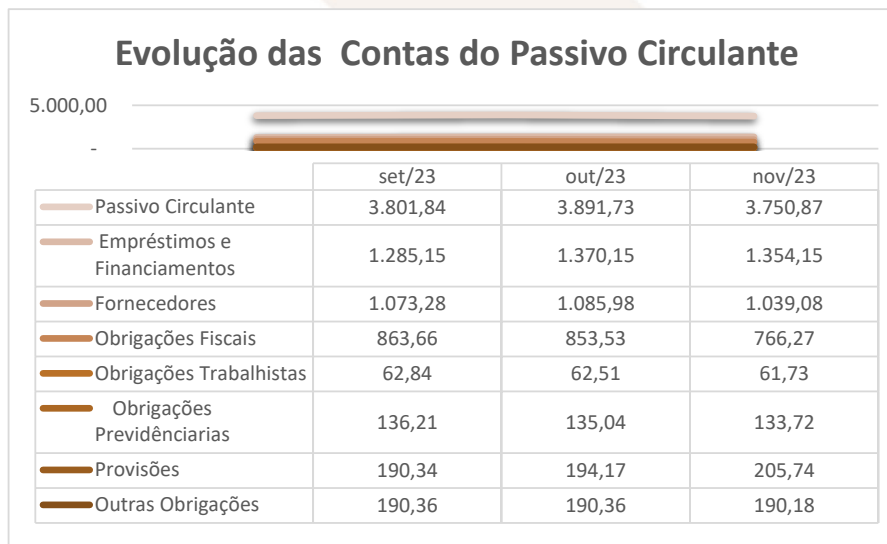 Evolução das  Contas do Passivo Circulante
5.000,00
-
set/23 out/23 nov/23
Passivo Circulante 3.801,84 3.891,73 3.750,87
Empréstimos e
Financiamentos 1.285,15 1.370,15 1.354,15
Fornecedores 1.073,28 1.085,98 1.039,08
Obrigações Fiscais 863,66 853,53 766,27
Obrigações Trabalhistas 62,84 62,51 61,73
Obrigações
Previdênciarias 136,21 135,04 133,72
Provisões 190,34 194,17 205,74
Outras Obrigações 190,36 190,36 190,18